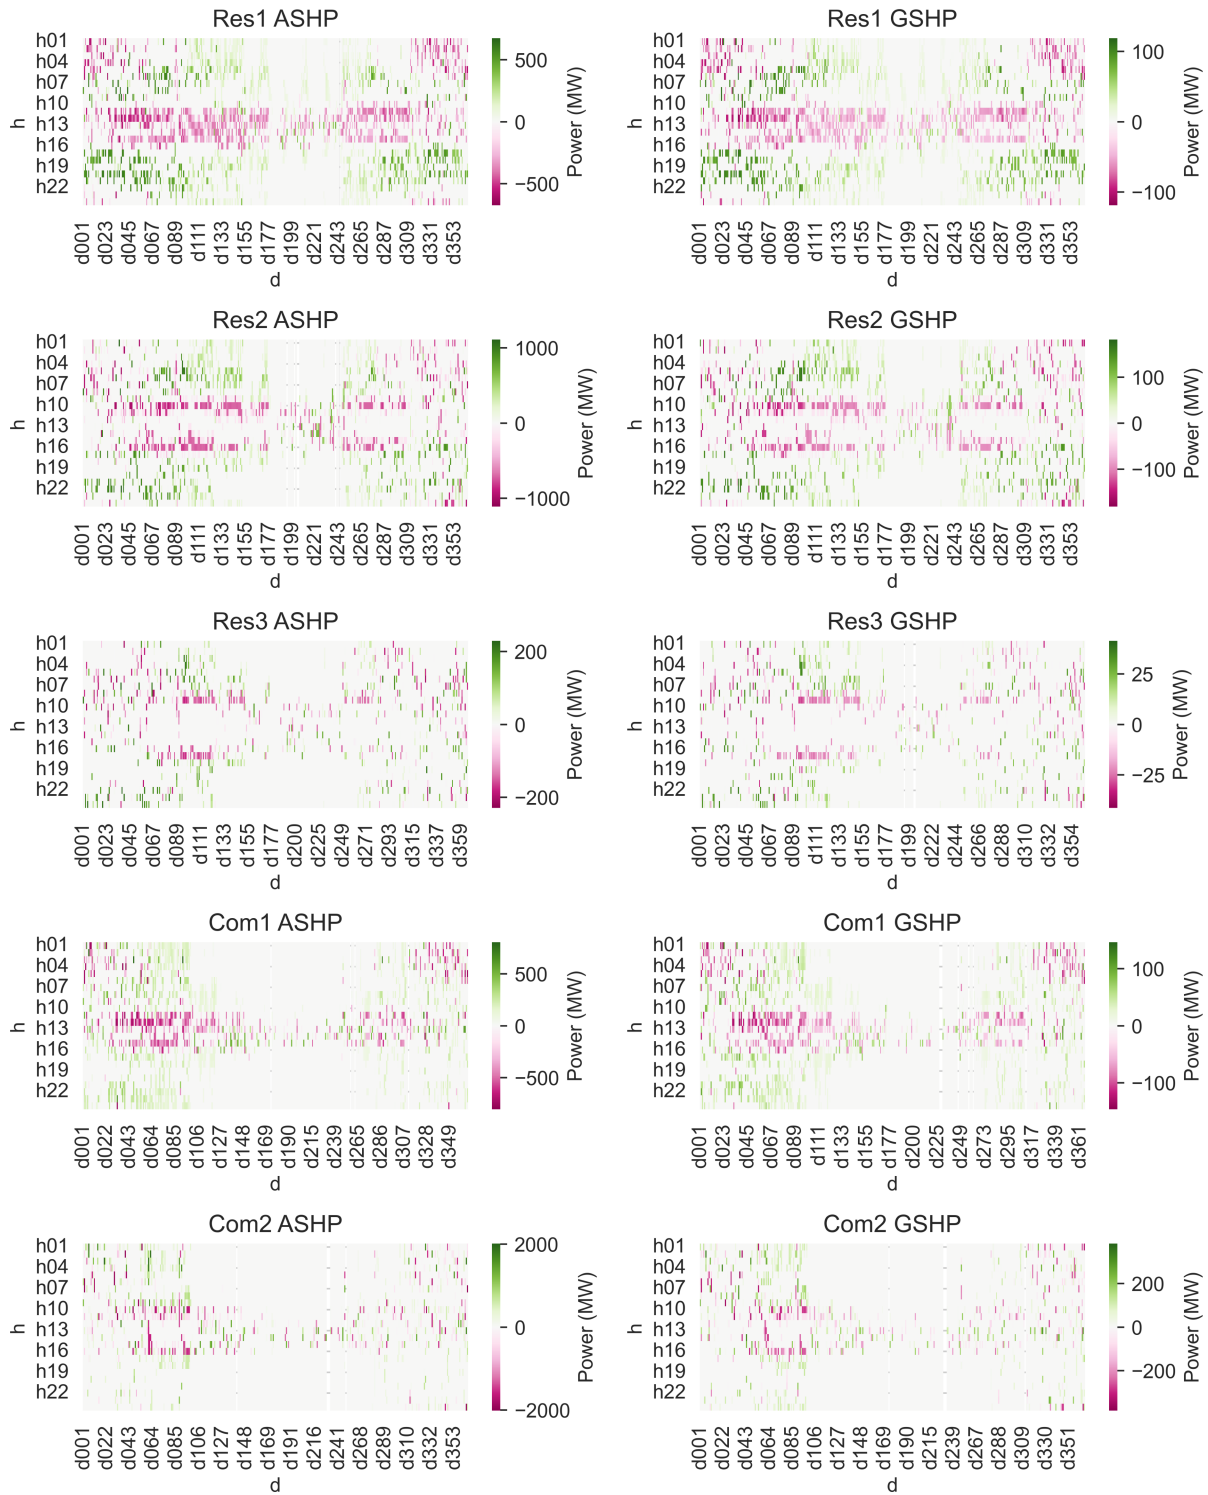 Res1 ASHP
h01
h04
h07
h10
h13
h16
h19
h22
h
500
0
−500
Power (MW)
d001
d023
d045
d067
d089
d111
d133
d155
d177
d199
d221
d243
d265
d287
d309
d331
d353
d
Res1 GSHP
h01
h04
h07
h10
h13
h16
h19
h22
h
100
0
−100
Power (MW)
d001
d023
d045
d067
d089
d111
d133
d155
d177
d199
d221
d243
d265
d287
d309
d331
d353
d
Res2 ASHP
h01
h04
h07
h10
h13
h16
h19
h22
h
1000
0
−1000
Power (MW)
d001
d023
d045
d067
d089
d111
d133
d155
d177
d199
d221
d243
d265
d287
d309
d331
d353
d
Res2 GSHP
h01
h04
h07
h10
h13
h16
h19
h22
h
100
0
−100
Power (MW)
d001
d023
d045
d067
d089
d111
d133
d155
d177
d199
d221
d243
d265
d287
d309
d331
d353
d
Res3 ASHP
h01
h04
h07
h10
h13
h16
h19
h22
h
200
0
−200
Power (MW)
d001
d023
d045
d067
d089
d111
d133
d155
d177
d200
d225
d249
d271
d293
d315
d337
d359
d
Res3 GSHP
h01
h04
h07
h10
h13
h16
h19
h22
h
25
0
−25
Power (MW)
d001
d023
d045
d067
d089
d111
d133
d155
d177
d199
d222
d244
d266
d288
d310
d332
d354
d
Com1 ASHP
h01
h04
h07
h10
h13
h16
h19
h22
h
500
0
−500
Power (MW)
d001
d022
d043
d064
d085
d106
d127
d148
d169
d190
d215
d239
d265
d286
d307
d328
d349
d
Com1 GSHP
h01
h04
h07
h10
h13
h16
h19
h22
h
100
0
−100
Power (MW)
d001
d023
d045
d067
d089
d111
d133
d155
d177
d200
d225
d249
d273
d295
d317
d339
d361
d
Com2 ASHP
h01
h04
h07
h10
h13
h16
h19
h22
h
2000
0
−2000
Power (MW)
d001
d022
d043
d064
d085
d106
d127
d148
d169
d191
d216
d241
d268
d289
d310
d332
d353
d
Com2 GSHP
h01
h04
h07
h10
h13
h16
h19
h22
h
200
0
−200
Power (MW)
d001
d022
d043
d064
d085
d106
d127
d148
d169
d190
d215
d239
d267
d288
d309
d330
d351
d